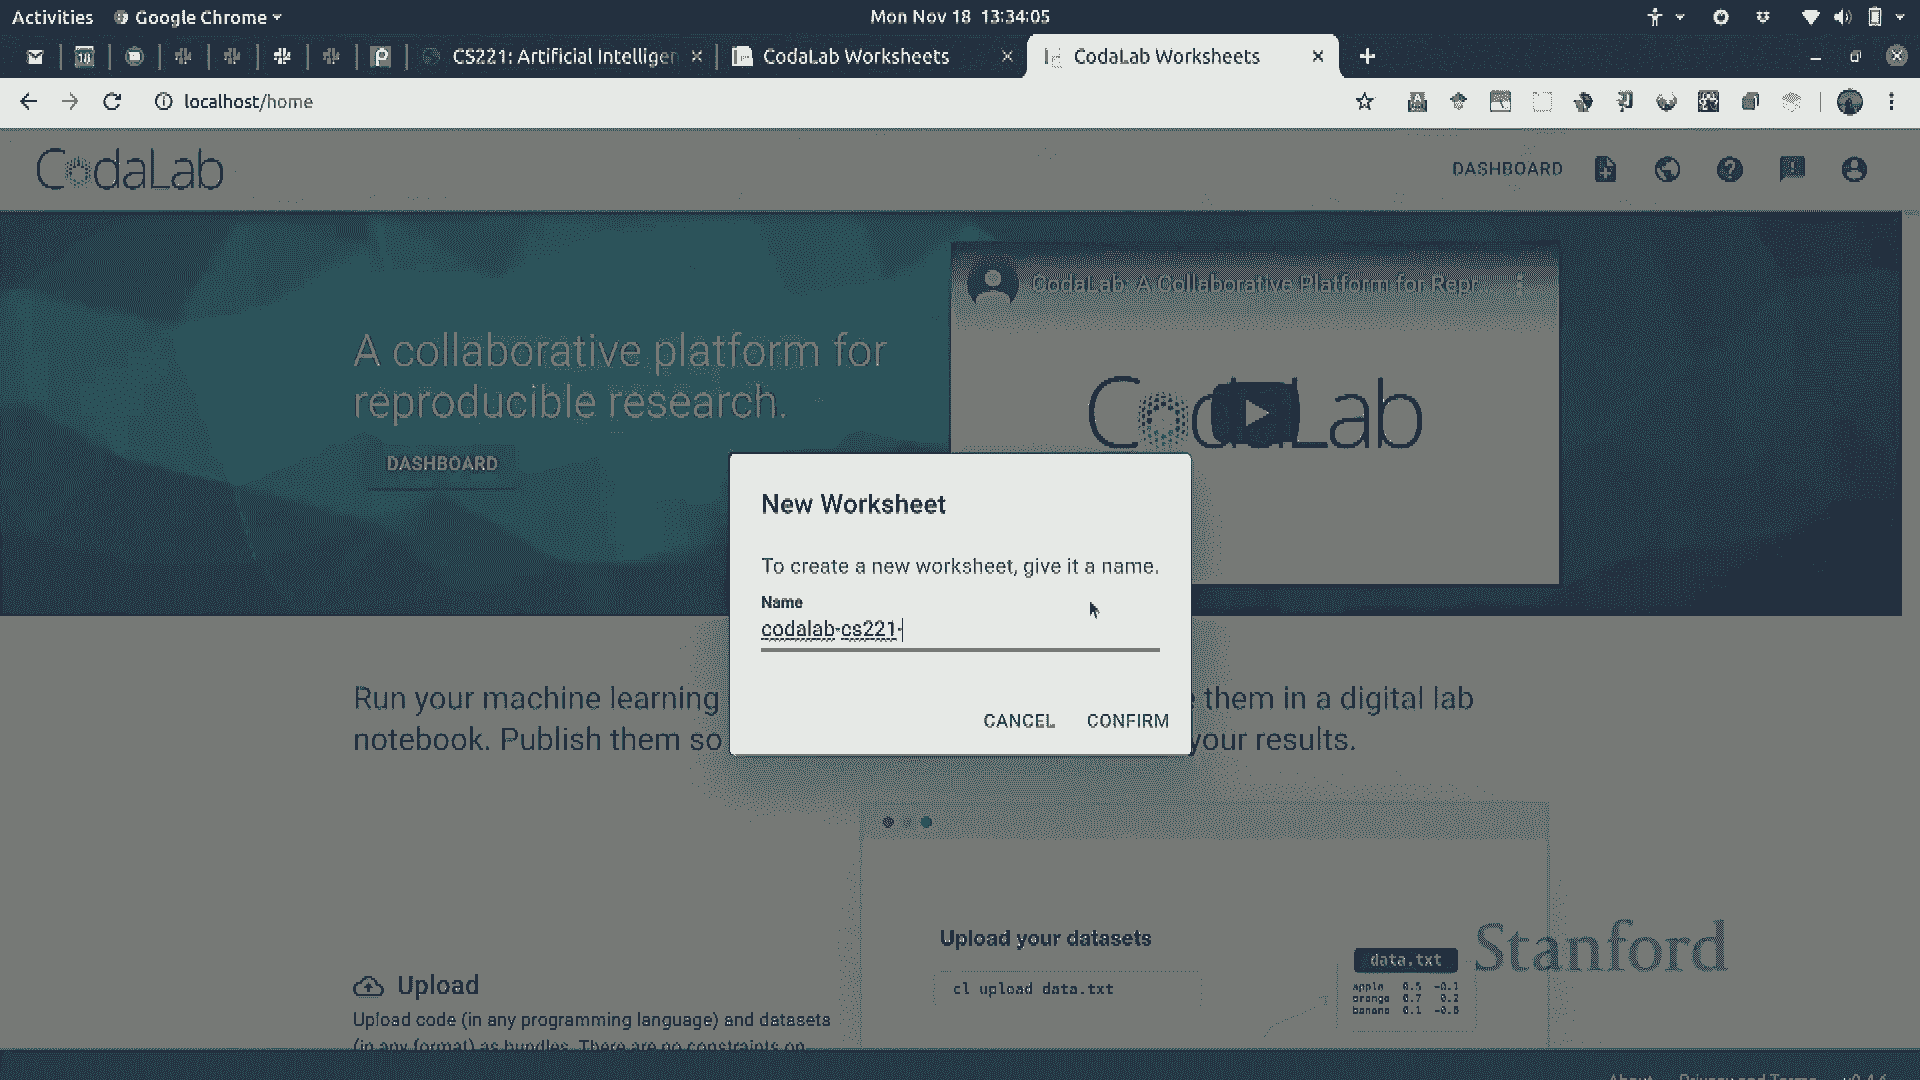 Activities Google Chrome Mon Nov 18 13:34:05
18 CS221: Artificial Intelligen CodaLab Worksheets CodaLab Worksheets
localhost/home
CodaLab DASHBOARD
CodaLab: A Collaborative Platform for Repr...
A collaborative platform for
reproducible research.
DASHBOARD
CodaLab
New Worksheet
To create a new worksheet, give it a name.
Name
codalab-cs221-
CANCEL CONFIRM
Run your machine learning them in a digital lab
notebook. Publish them so your results.
Upload your datasets
Stanford
data.txt
cl upload data.txt
apple 0.5 -0.1
orange 0.7 0.2
banana 0.1 -0.8
Upload
Upload code (in any programming language) and datasets
(in any format) as bundles. There are no constraints on
About Privacy and Terms